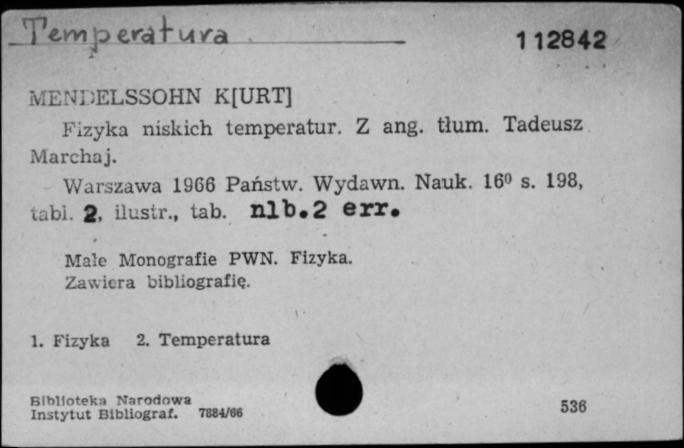 Temperatura
112842
MENDELSSOHN K[URT]
Fizyka niskich temperatur. Z ang. tłum. Tadeusz
Marchaj.
Warszawa 1966 Państw. Wydawn. Nauk. 16⁰ s. 198,
tabl. 2, ilustr., tab. nlb.2 err.
Małe Monografie PWN. Fizyka.
Zawiera bibliografię.
1. Fizyka 2. Temperatura
Biblioteka Narodowa
Instytut Bibliograf. 7884/66
536